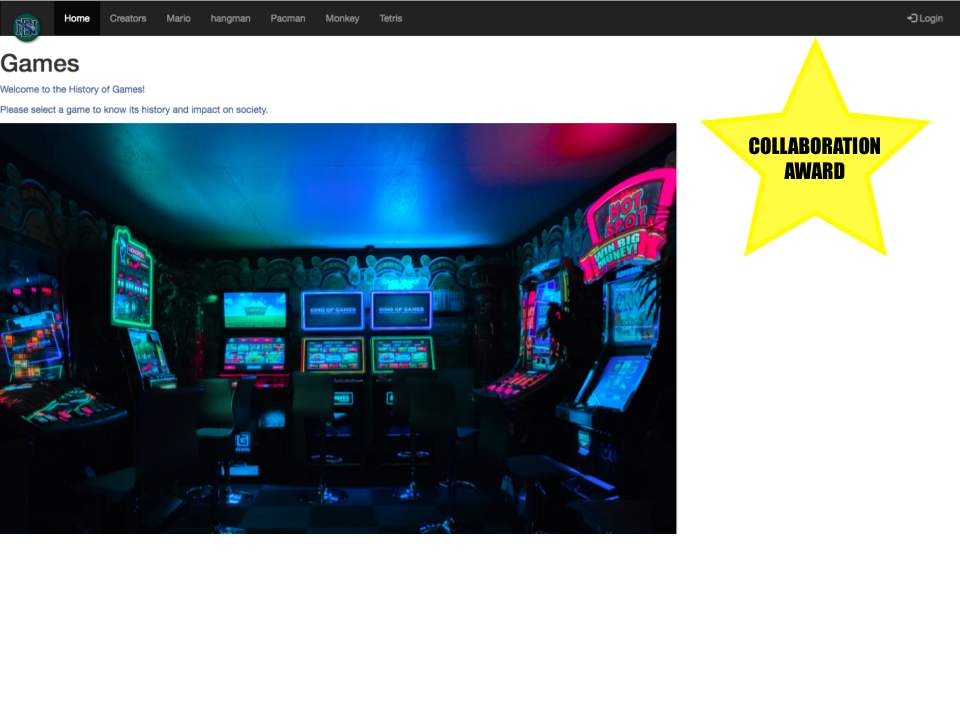 Home Creators Mario hangman Pacman Monkey Tetris Login
Games
Welcome to the History of Games!
Please select a game to know its history and impact on society.
COLLABORATION
AWARD
HOT
SPOT
WIN BIG
MONEY!
KING OF GAMES
KING OF GAMES